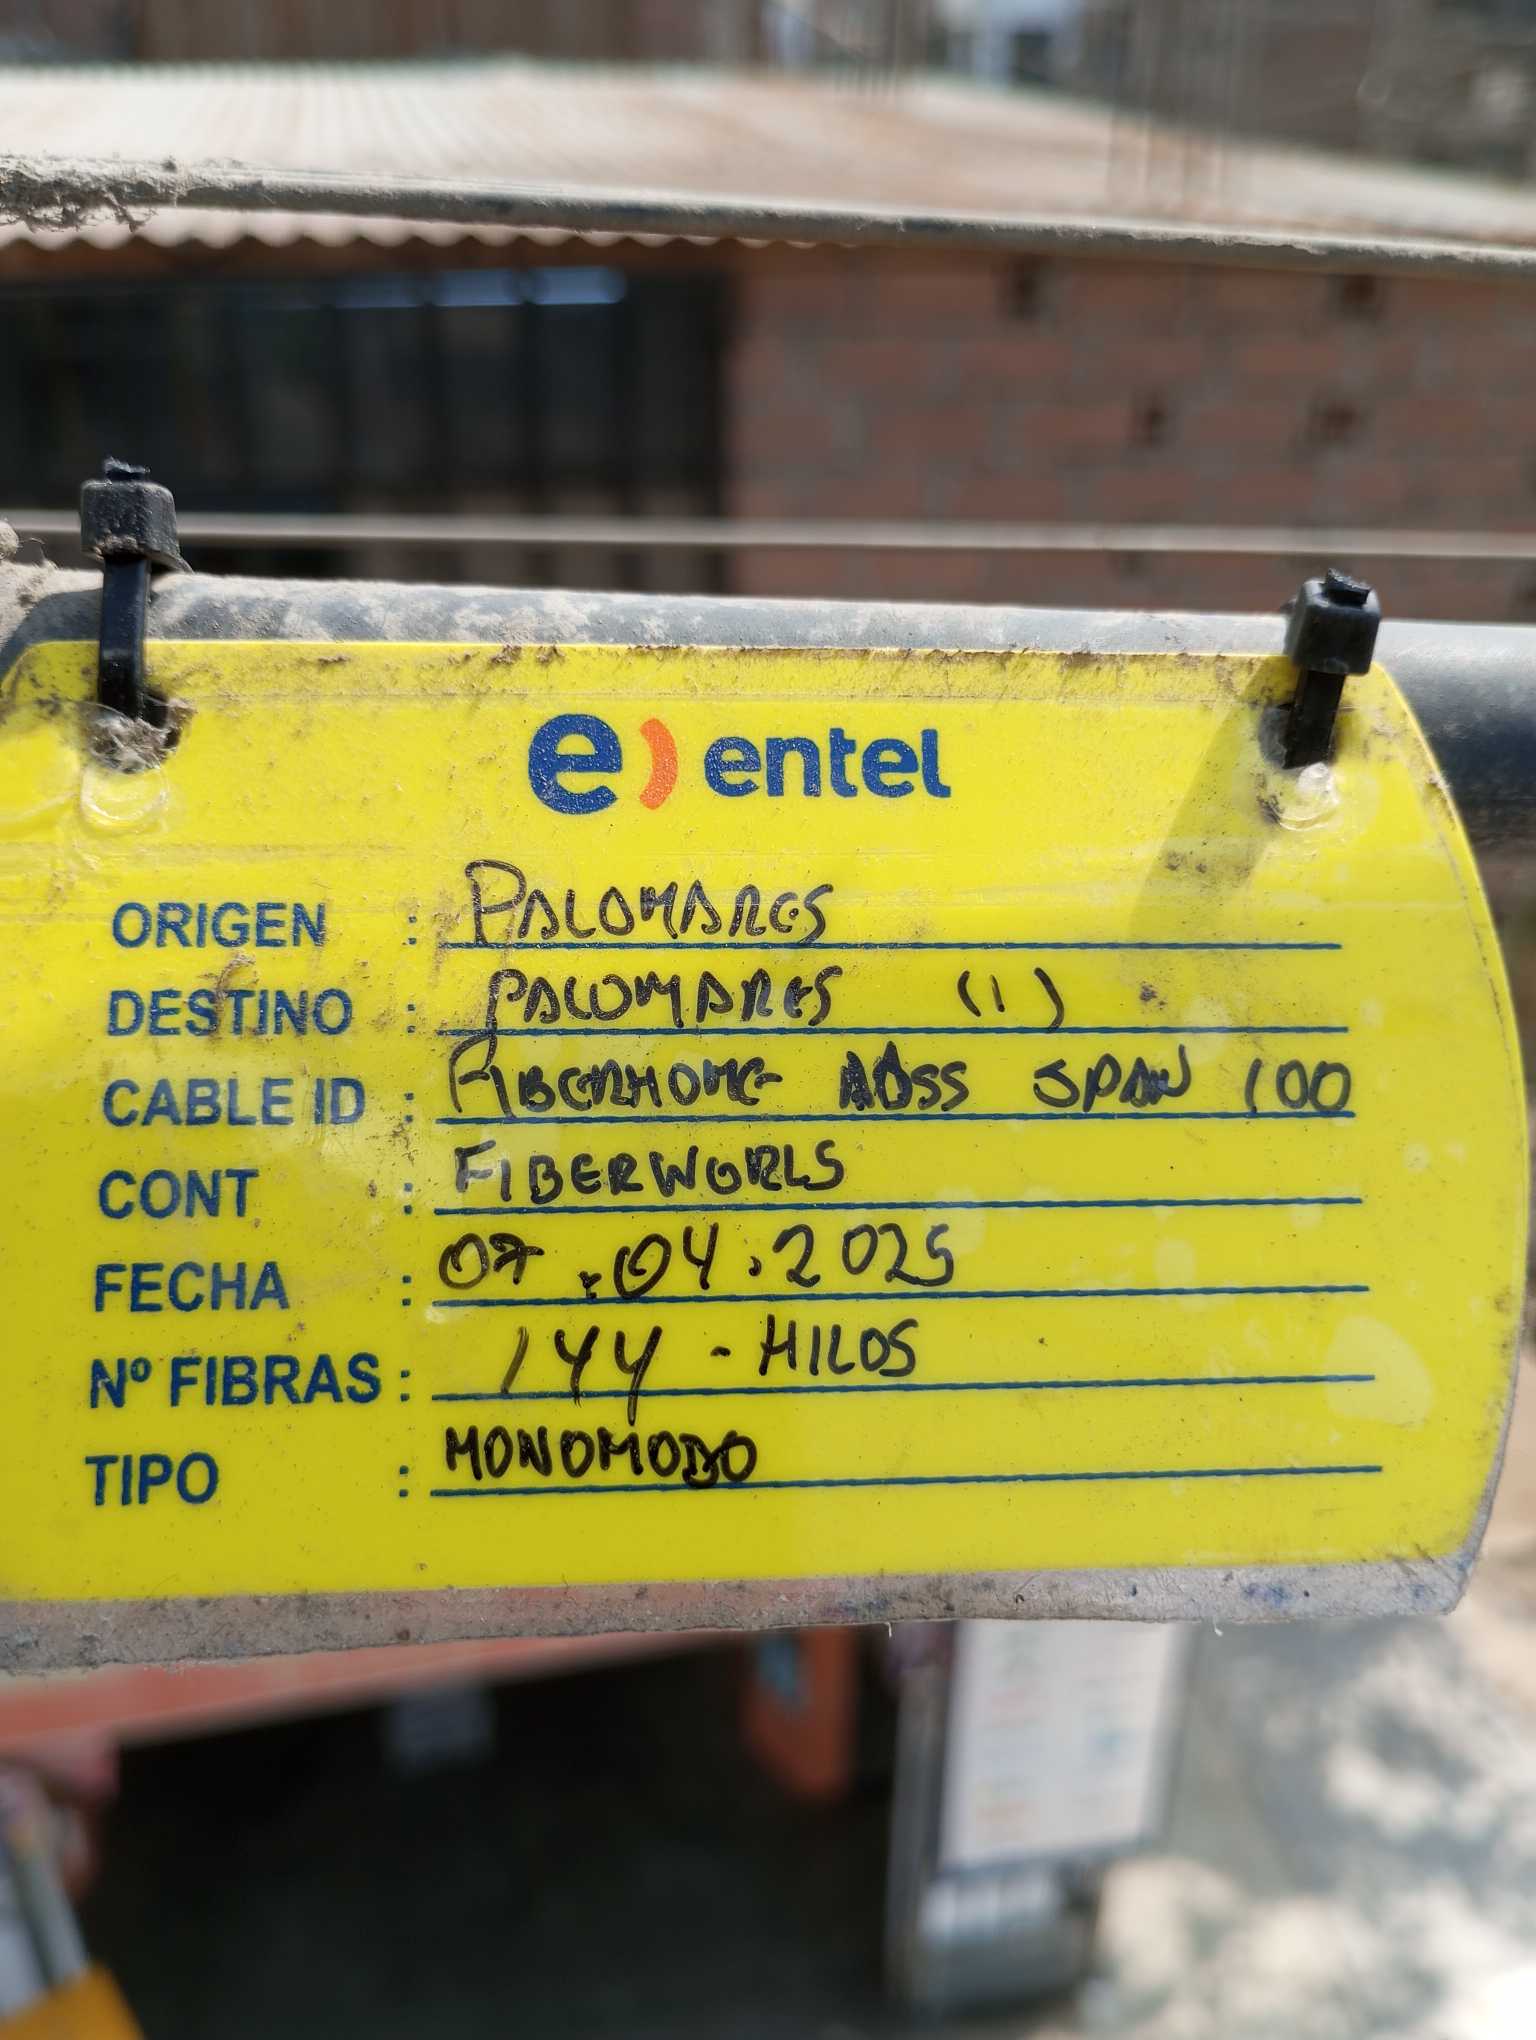 e) entel
ORIGEN : PALOMARES
DESTINO : PALOMARES (1)
CABLE ID : FIBERHOME ADSS SPAN 100
CONT : FIBERWORLS
FECHA : 07.04.2025
Nº FIBRAS : 144 - HILOS
TIPO : MONOMODO